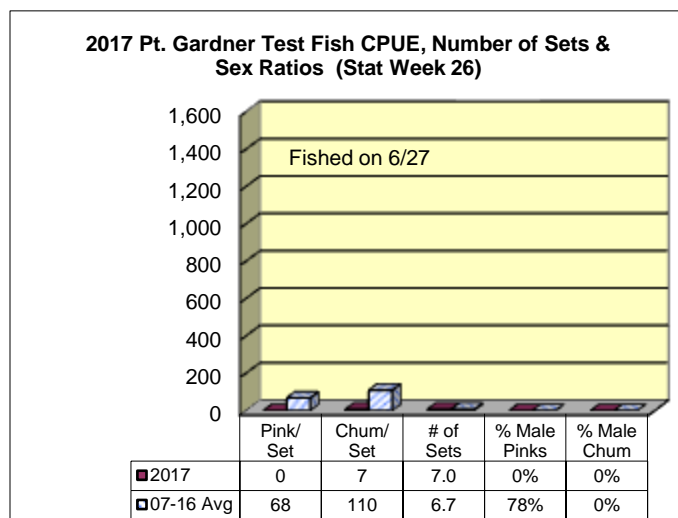 2017 Pt. Gardner Test Fish CPUE, Number of Sets &
Sex Ratios (Stat Week 26)
1,600
1,400
1,200
1,000
800
600
400
200
0
Fished on 6/27
Pink/ Chum/ # of % Male % Male
Set Set Sets Pinks Chum
2017 0 7 7.0 0% 0%
07-16 Avg 68 110 6.7 78% 0%